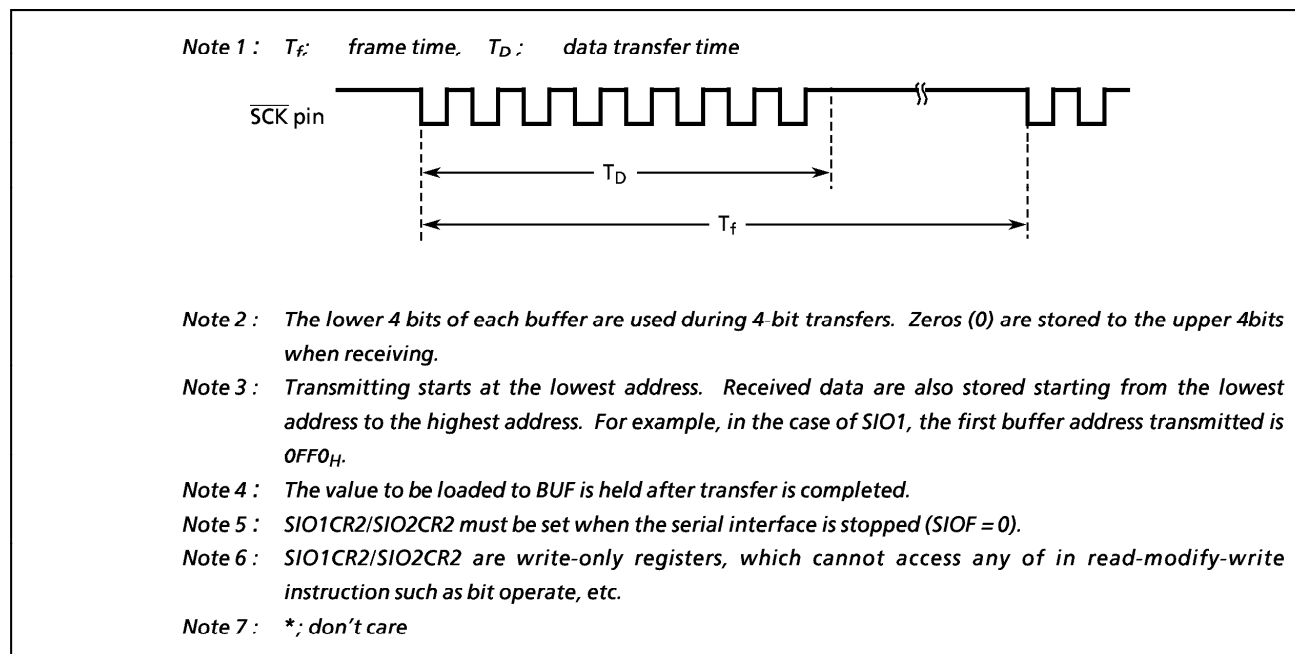 Note 1 : Tf; frame time, TD ; data transfer time
SCK pin
TD
Tf
Note 2 : The lower 4 bits of each buffer are used during 4-bit transfers. Zeros (0) are stored to the upper 4bits
when receiving.
Note 3 : Transmitting starts at the lowest address. Received data are also stored starting from the lowest
address to the highest address. For example, in the case of SIO1, the first buffer address transmitted is
0FF0H.
Note 4 : The value to be loaded to BUF is held after transfer is completed.
Note 5 : SIO1CR2/SIO2CR2 must be set when the serial interface is stopped (SIOF = 0).
Note 6 : SIO1CR2/SIO2CR2 are write-only registers, which cannot access any of in read-modify-write
instruction such as bit operate, etc.
Note 7 : *; don't care